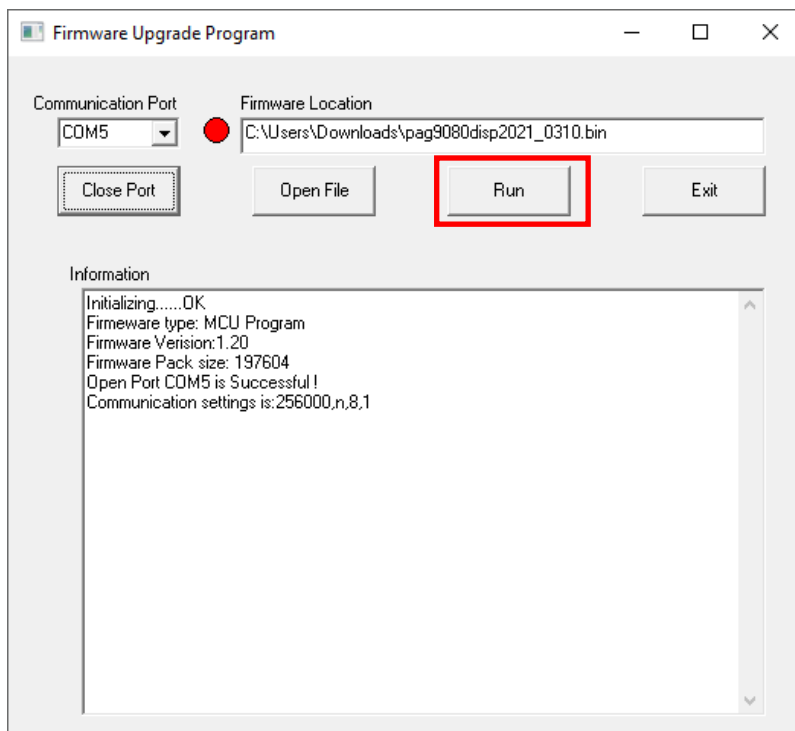 Firmware Upgrade Program
Communication Port
Firmware Location
COM5
C:\Users\Downloads\pag9080disp2021_0310.bin
Close Port
Open File
Run
Exit
Information
Initializing......OK
Firmeware type: MCU Program
Firmware Verision:1.20
Firmware Pack size: 197604
Open Port COM5 is Successful !
Communication settings is:256000,n,8,1